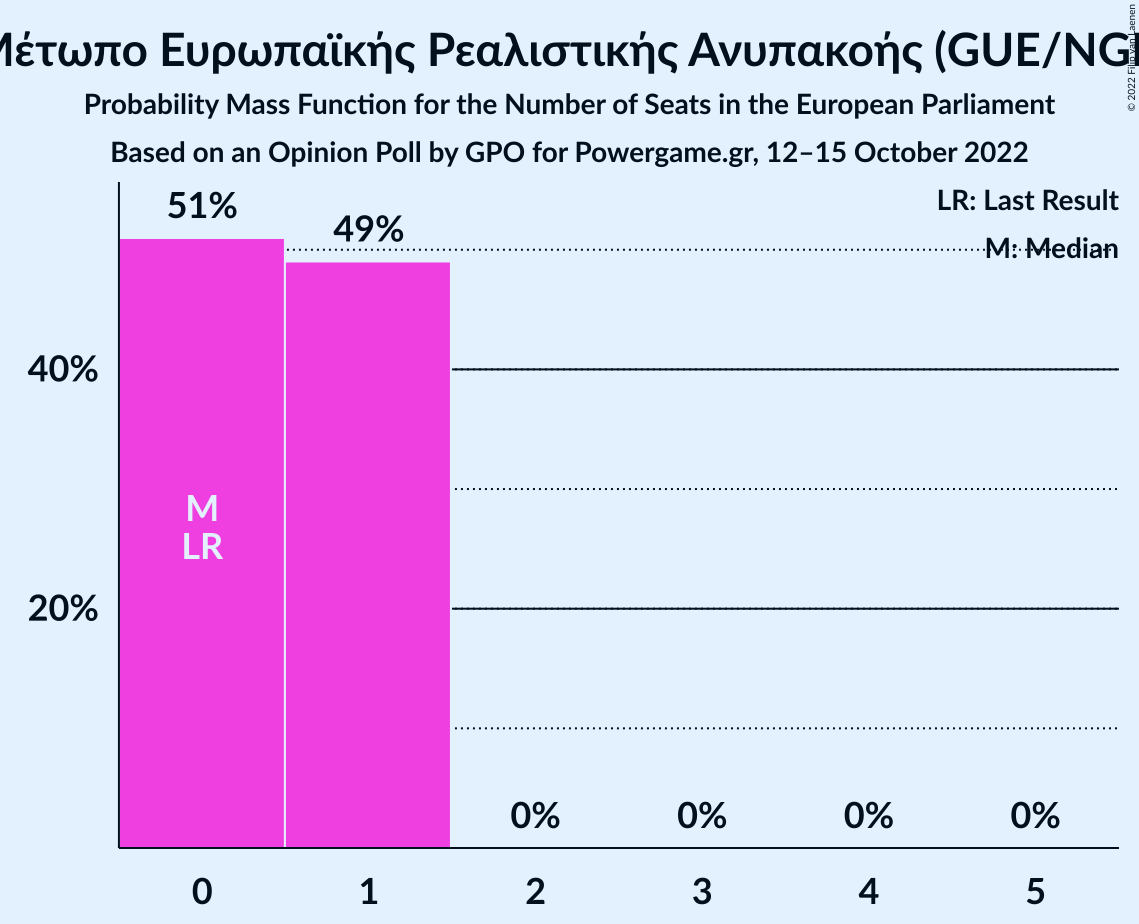 Μέτωπο Ευρωπαϊκής Ρεαλιστικής Ανυπακοής (GUE/NG
Probability Mass Function for the Number of Seats in the European Parliament
Based on an Opinion Poll by GPO for Powergame.gr, 12–15 October 2022
© 2022 Filip van Laenen
LR: Last Result
M: Median
51%
49%
40%
20%
M
LR
0%
0%
0%
0%
0
1
2
3
4
5